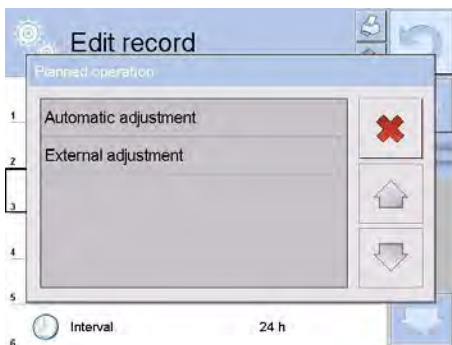 Edit record
Planned operation
1
Automatic adjustment
2
External adjustment
3
4
5
Interval 24 h
6